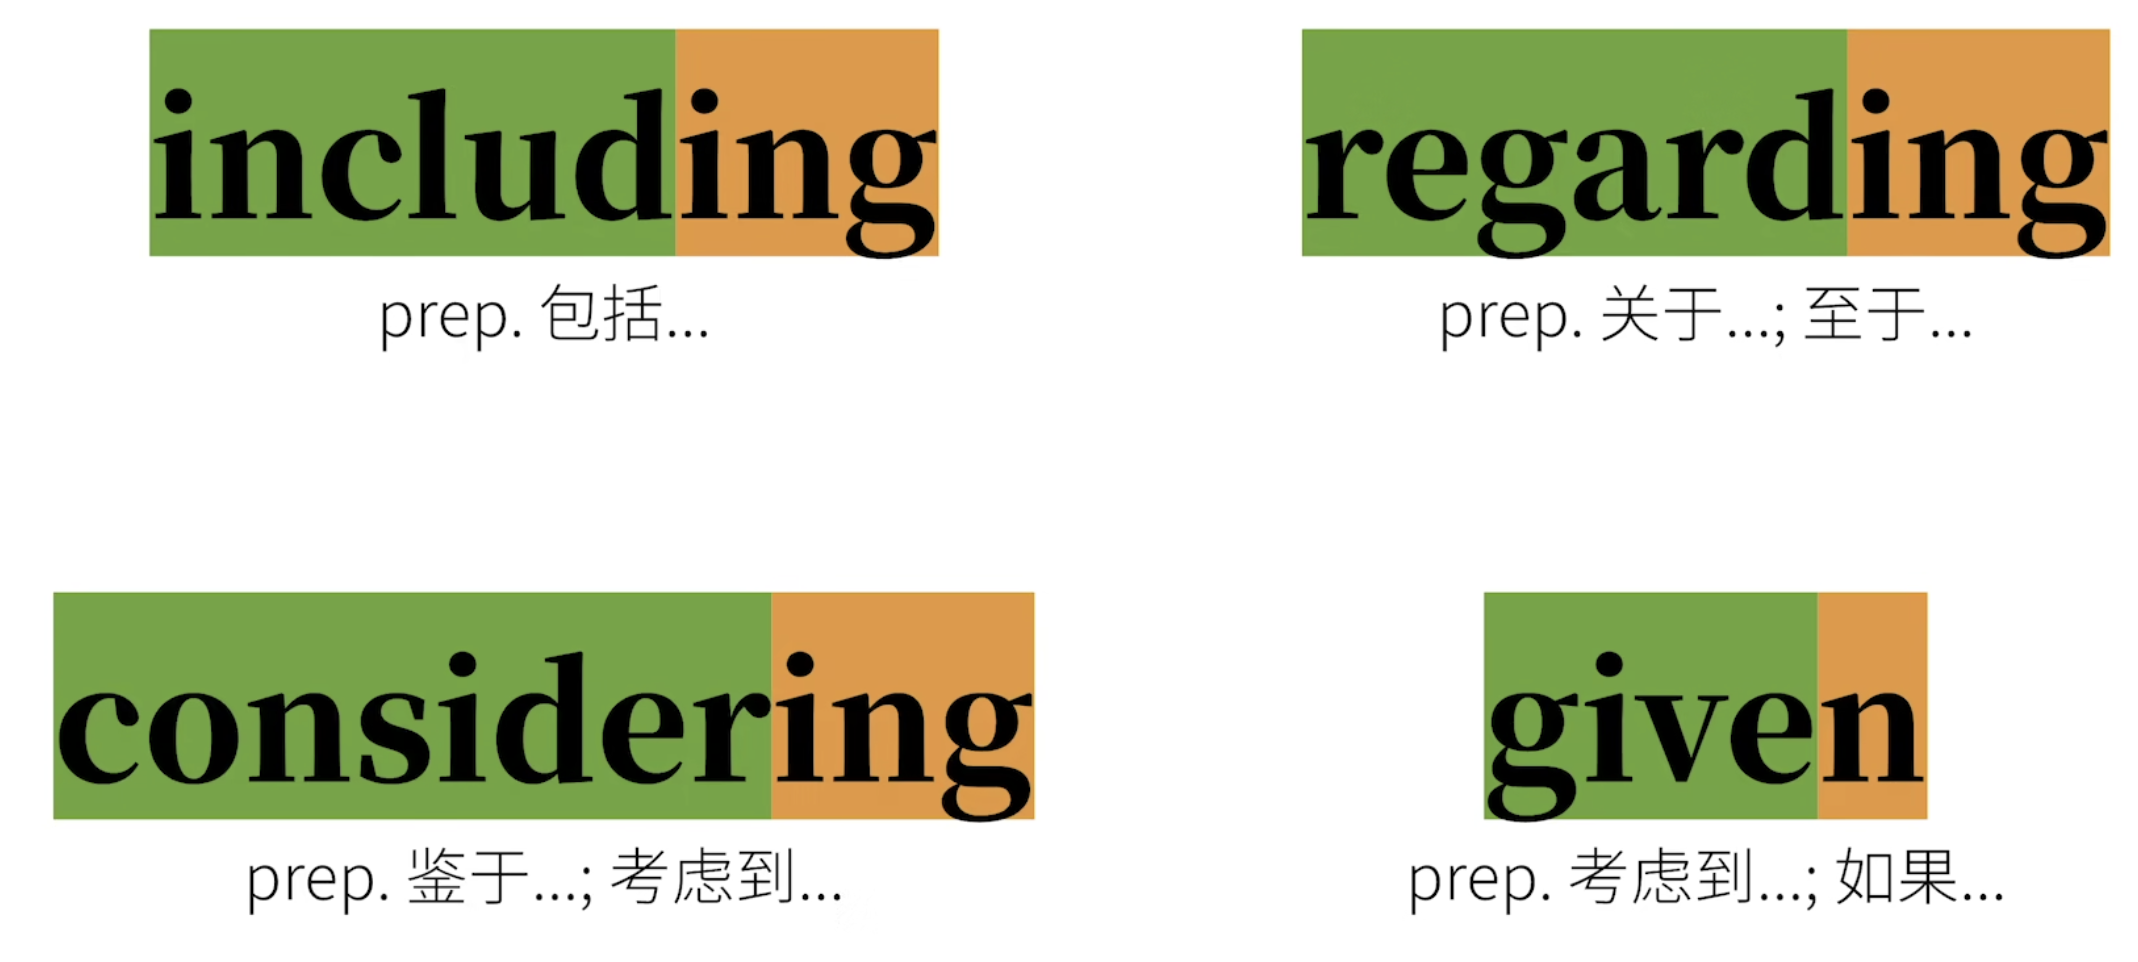 including
regarding
prep. 包括...
prep. 关于...; 至于...
considering
given
prep. 鉴于...; 考虑到...
prep. 考虑到...; 如果...